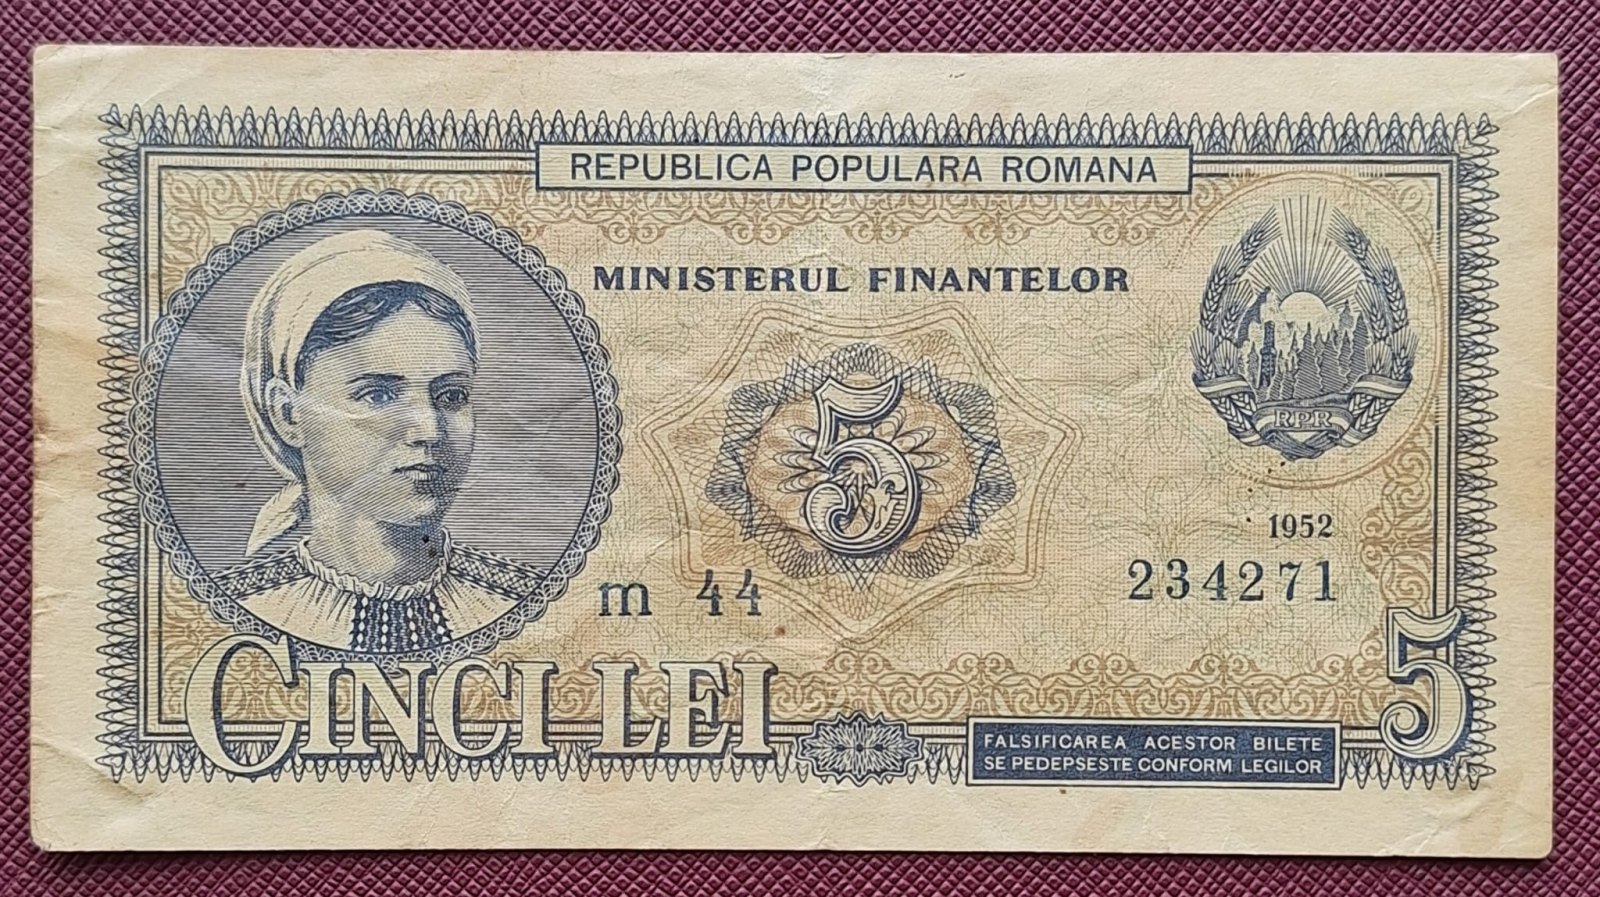 REPUBLICA POPULARA ROMANA
MINISTERUL FINANTELOR
5
RPR
1952
m 44
234271
CINCI LEI
5
FALSIFICAREA ACESTOR BILETE
SE PEDEPSESTE CONFORM LEGILOR